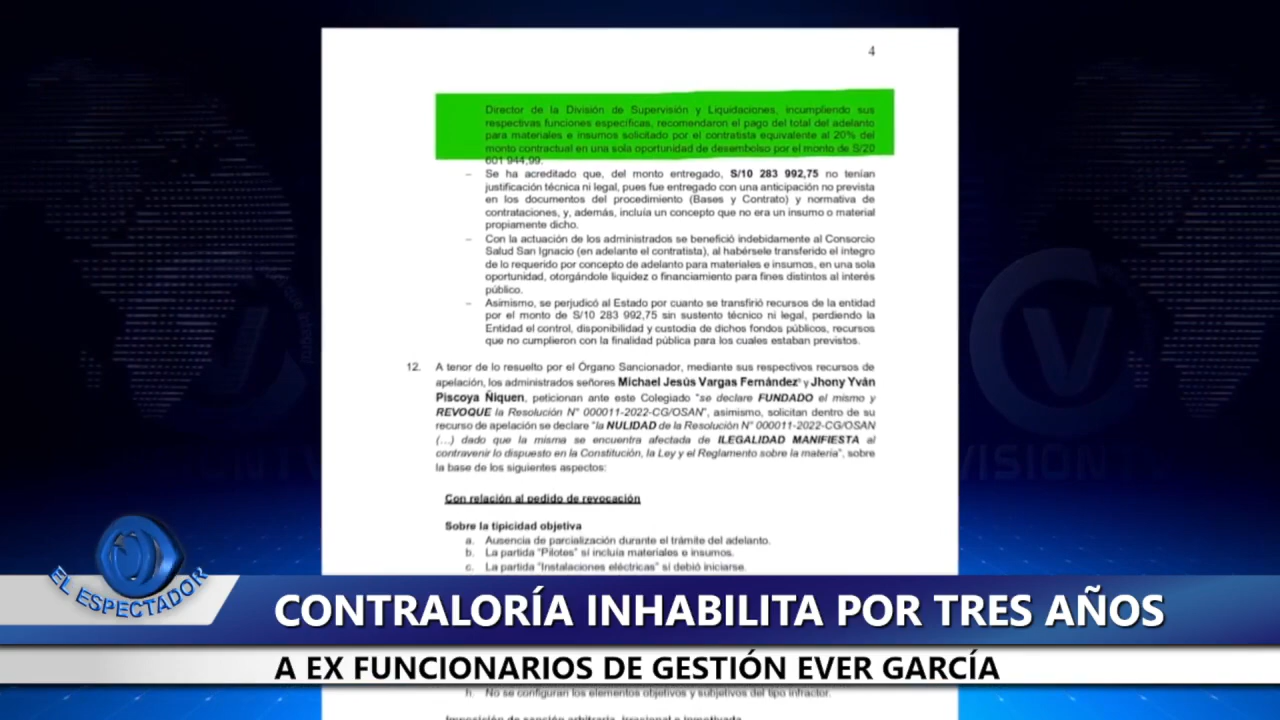 4
Director de la División de Supervisión y Liquidaciones, incumpliendo sus
respectivas funciones específicas, recomendaron el pago del total del adelanto
para materiales e insumos solicitado por el contratista equivalente al 20% del
monto contractual en una sola oportunidad de desembolso por el monto de S/20
601 944,99.
– Se ha acreditado que, del monto entregado, S/10 283 992,75 no tenían
justificación técnica ni legal, pues fue entregado con una anticipación no prevista
en los documentos del procedimiento (Bases y Contrato) y normativa de
contrataciones, y, además, incluía un concepto que no era un insumo o material
propiamente dicho.
– Con la actuación de los administrados se benefició indebidamente al Consorcio
Salud San Ignacio (en adelante el contratista), al habérsele transferido el íntegro
de lo requerido por concepto de adelanto para materiales e insumos, en una sola
oportunidad, otorgándole liquidez o financiamiento para fines distintos al interés
público.
– Asimismo, se perjudicó al Estado por cuanto se transfirió recursos de la entidad
por el monto de S/10 283 992,75 sin sustento técnico ni legal, perdiendo la
Entidad el control, disponibilidad y custodia de dichos fondos públicos, recursos
que no cumplieron con la finalidad pública para los cuales estaban previstos.
12. A tenor de lo resuelto por el Órgano Sancionador, mediante sus respectivos recursos de
apelación, los administrados señores Michael Jesús Vargas Fernández y Jhony Yván
Piscoya Ñiquen, peticionan ante este Colegiado "se declare FUNDADO el mismo y
REVOQUE la Resolución N° 000011-2022-CG/OSAN", asimismo, solicitan dentro de su
recurso de apelación se declare "la NULIDAD de la Resolución N° 000011-2022-CG/OSAN
(...) dado que la misma se encuentra afectada de ILEGALIDAD MANIFIESTA al
contravenir lo dispuesto en la Constitución, la Ley y el Reglamento sobre la materia", sobre
la base de los siguientes aspectos:
Con relación al pedido de revocación
Sobre la tipicidad objetiva
a. Ausencia de parcialización durante el trámite del adelanto.
b. La partida "Pilotes" sí incluía materiales e insumos.
c. La partida "Instalaciones eléctricas" sí debió iniciarse.
EL ESPECTADOR
CONTRALORÍA INHABILITA POR TRES AÑOS
A EX FUNCIONARIOS DE GESTIÓN EVER GARCÍA
h. No se configuran los elementos objetivos y subjetivos del tipo infractor.